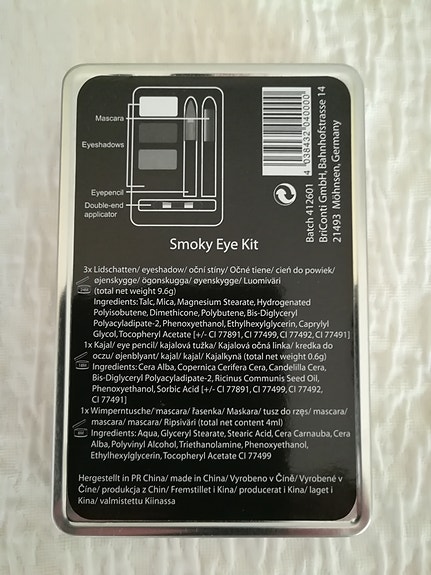 Mascara
Eyeshadows
Eyepencil
Double-end
applicator
4 038432 040000
Batch 412601
BriConti GmbH, Bahnhofstrasse 14
21493 Möhnsen, Germany
Smoky Eye Kit
3x Lidschatten/ eyeshadow/ oční stíny/ Očné tiene/ cień do powiek/
øjenskygge/ ögonskugga/ øyenskygge/ Luomiväri
(total net weight 9.6g)
Ingredients: Talc, Mica, Magnesium Stearate, Hydrogenated
Polyisobutene, Dimethicone, Polybutene, Bis-Diglyceryl
Polyacyladipate-2, Phenoxyethanol, Ethylhexylglycerin, Caprylyl
Glycol, Tocopheryl Acetate [+/- CI 77891, CI 77499, CI 77492, CI 77491]
1x Kajal/ eye pencil/ kajalová tužka/ Kajalová očná linka/ kredka do
oczu/ øjenblyant/ kajal/ kajal/ Kajalkynä (total net weight 0.6g)
Ingredients: Cera Alba, Copernica Cerifera Cera, Candelilla Cera,
Bis-Diglyceryl Polyacyladipate-2, Ricinus Communis Seed Oil,
Phenoxyethanol, Sorbic Acid [+/- CI 77891, CI 77499, CI 77492,
CI 77491]
1x Wimperntusche/ mascara/ řasenka/ Maskara/ tusz do rzęs/ mascara/
mascara/ mascara/ Ripsiväri (total net content 4ml)
Ingredients: Aqua, Glyceryl Stearate, Stearic Acid, Cera Carnauba, Cera
Alba, Polyvinyl Alcohol, Triethanolamine, Phenoxyethanol,
Ethylhexylglycerin, Tocopheryl Acetate CI 77499
Hergestellt in PR China/ made in China/ Vyrobeno v Číně/ Vyrobené v
Číne/ produkcja z Chin/ Fremstillet i Kina/ producerat i Kina/ laget i
Kina/ valmistettu Kiinassa